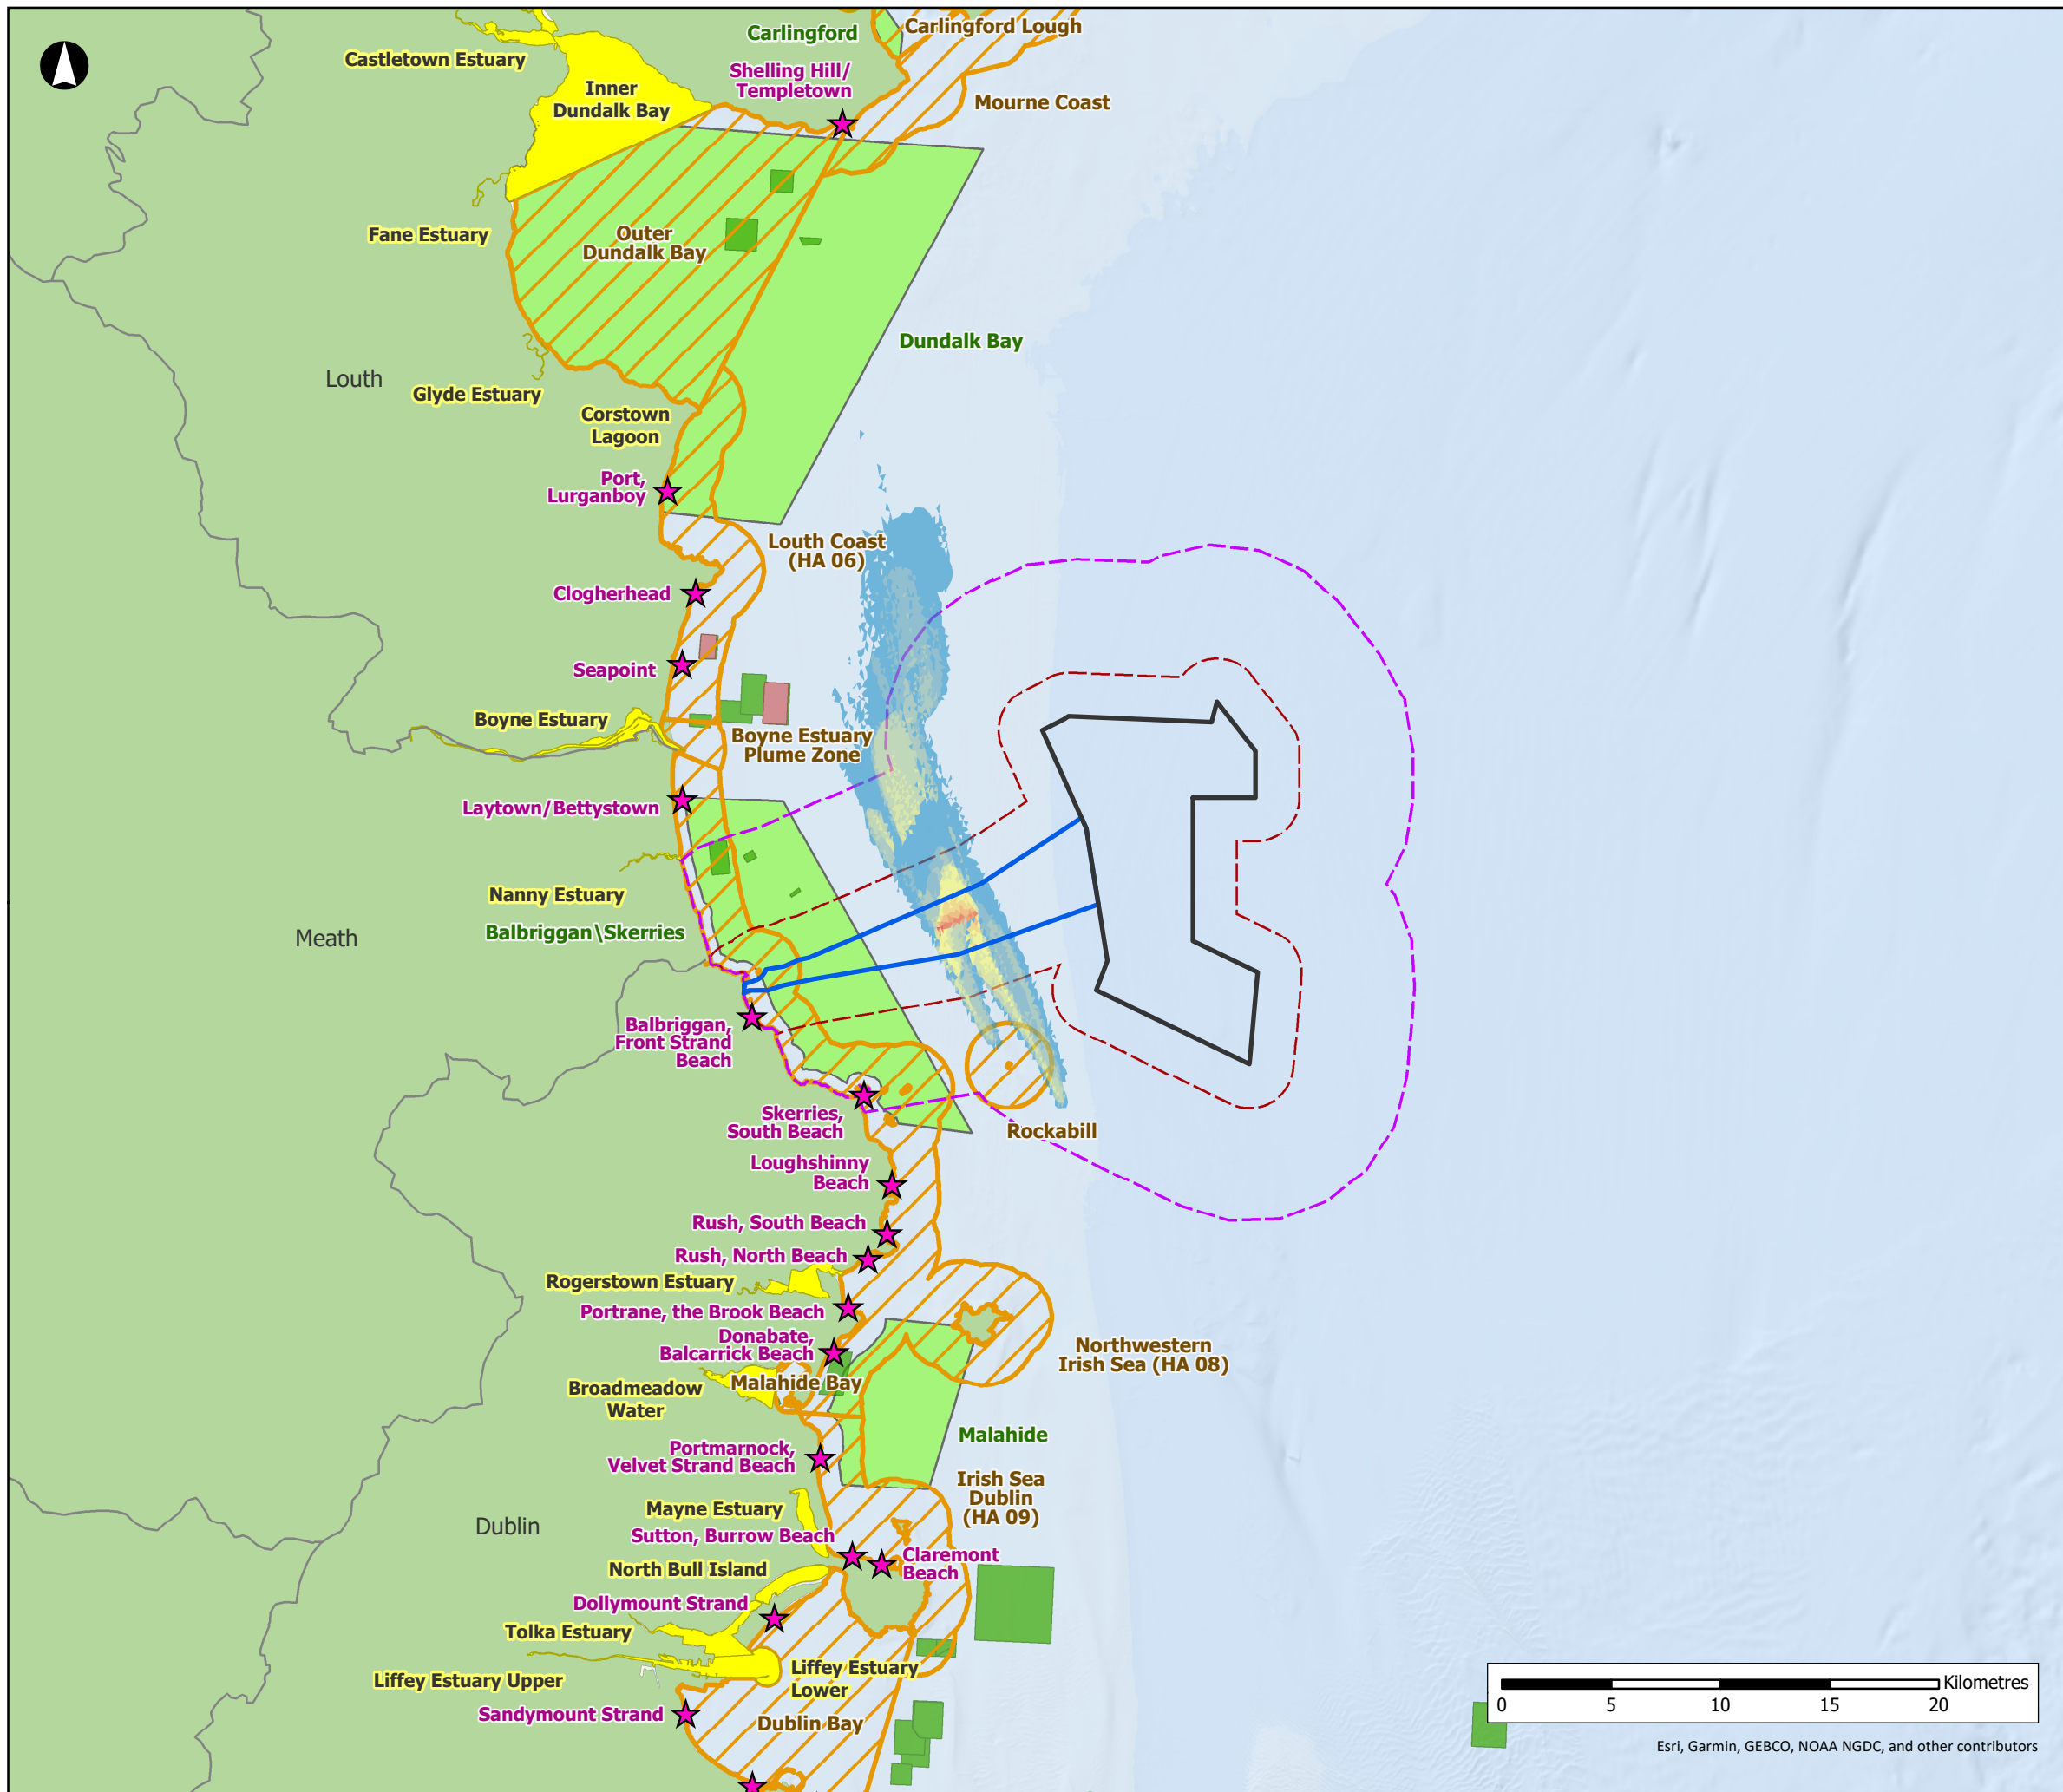 Carlingford
Carlingford Lough
Castletown Estuary
Shelling Hill/
Templetown
Inner
Dundalk Bay
Mourne Coast
Fane Estuary
Outer
Dundalk Bay
Dundalk Bay
Louth
Glyde Estuary
Corstown
Lagoon
Port,
Lurganboy
Louth Coast
(HA 06)
Clogherhead
Seapoint
Boyne Estuary
Boyne Estuary
Plume Zone
Laytown/Bettystown
Nanny Estuary
Meath
Balbriggan\Skerries
Balbriggan,
Front Strand
Beach
Skerries,
South Beach
Rockabill
Loughshinny
Beach
Rush, South Beach
Rush, North Beach
Rogerstown Estuary
Portrane, the Brook Beach
Donabate,
Balcarrick Beach
Northwestern
Irish Sea (HA 08)
Malahide Bay
Broadmeadow
Water
Malahide
Portmarnock,
Velvet Strand Beach
Irish Sea
Dublin
(HA 09)
Mayne Estuary
Dublin
Sutton, Burrow Beach
Claremont
Beach
North Bull Island
Dollymount Strand
Tolka Estuary
Liffey Estuary
Lower
Liffey Estuary Upper
Sandymount Strand
Dublin Bay
Kilometres
0 5 10 15 20
Esri, Garmin, GEBCO, NOAA NGDC, and other contributors